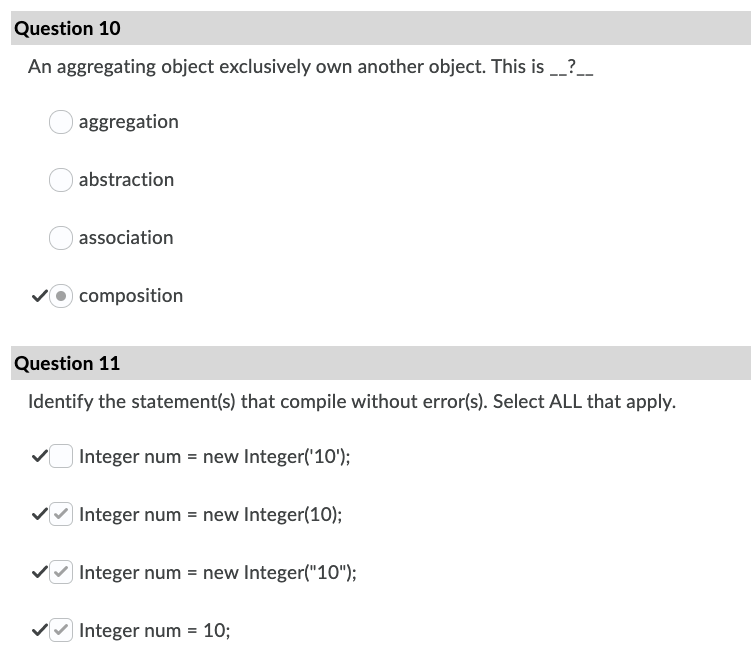 Question 10
An aggregating object exclusively own another object. This is __?__
aggregation
abstraction
association
composition
Question 11
Identify the statement(s) that compile without error(s). Select ALL that apply.
Integer num = new Integer('10');
Integer num = new Integer(10);
Integer num = new Integer("10");
Integer num = 10;